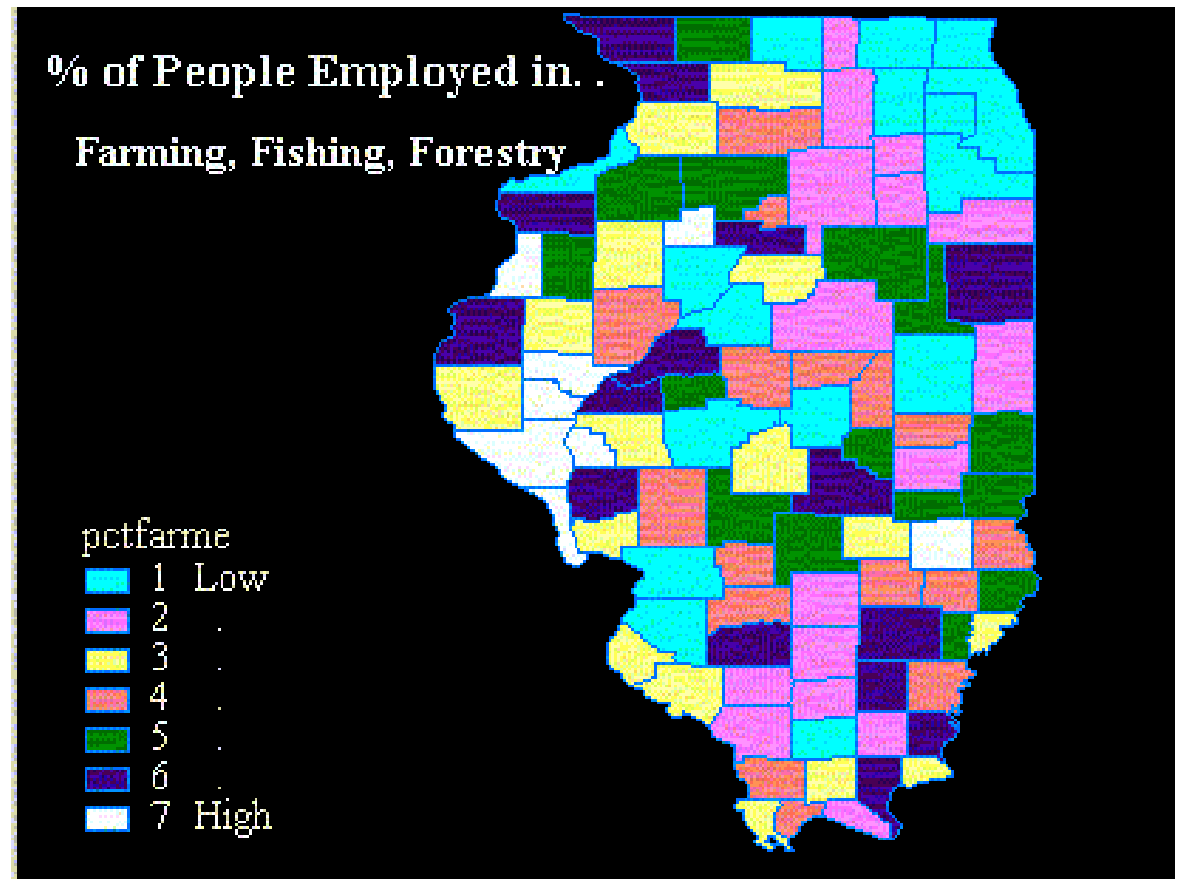 % of People Employed in. .
Farming, Fishing, Forestry
pctfarme
1 Low
2 .
3 .
4 .
5 .
6 .
7 High